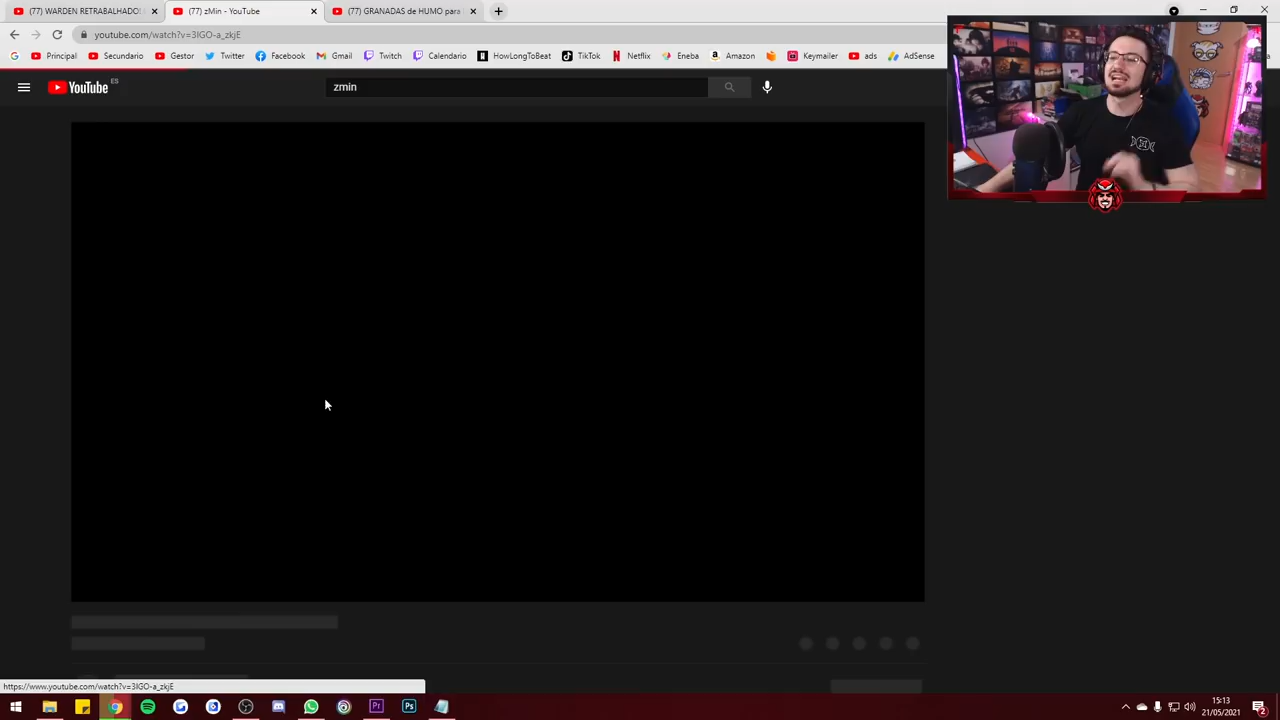 (77) WARDEN RETRABALHADO!
(77) zMin - YouTube
(77) GRANADAS de HUMO para
youtube.com/watch?v=3IGO-a_zkjE
Principal
Secundario
Gestor
Twitter
Facebook
Gmail
Twitch
Calendario
HowLongToBeat
TikTok
Netflix
Eneba
Amazon
Keymailer
ads
AdSense
YouTube ES
zmin
https://www.youtube.com/watch?v=3IGO-a_zkjE
15:13
21/05/2021
2